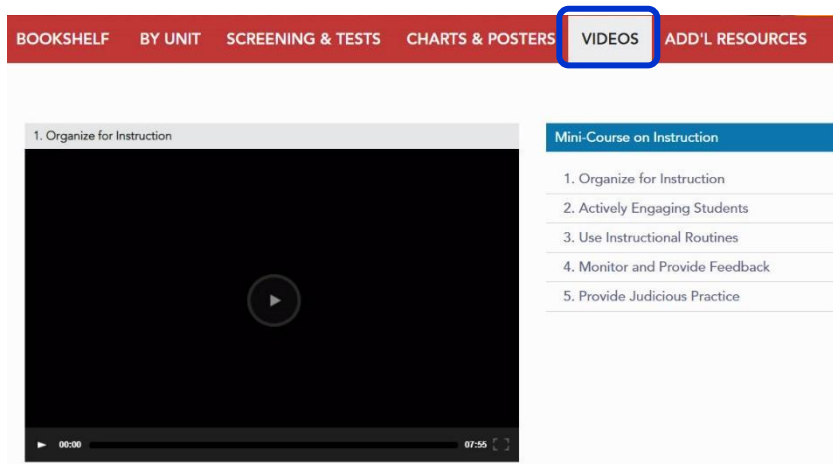 BOOKSHELF BY UNIT SCREENING & TESTS CHARTS & POSTERS VIDEOS ADD'L RESOURCES
1. Organize for Instruction
00:00 07:55
Mini-Course on Instruction
1. Organize for Instruction
2. Actively Engaging Students
3. Use Instructional Routines
4. Monitor and Provide Feedback
5. Provide Judicious Practice